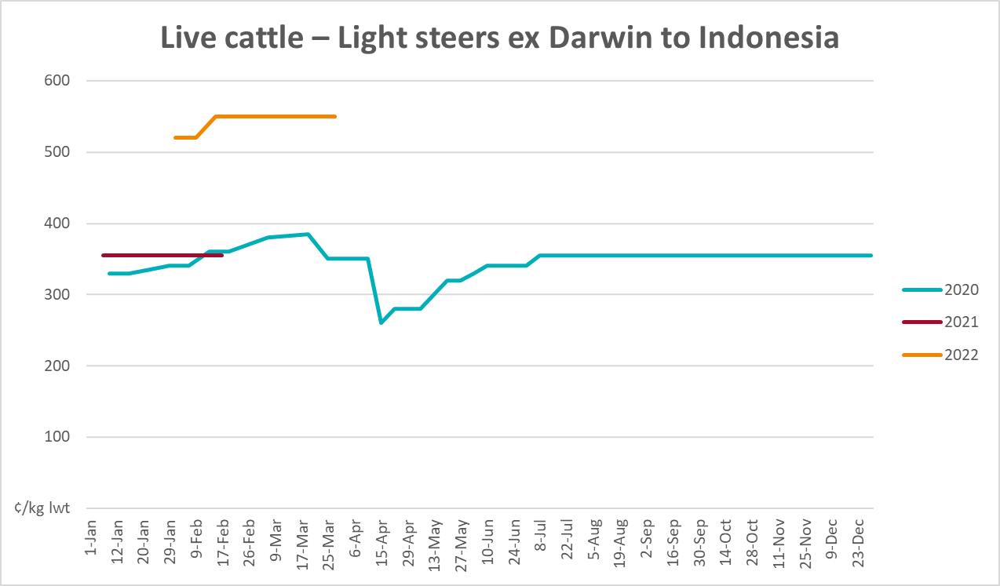 Live cattle – Light steers ex Darwin to Indonesia
600
500
400
300
200
100
¢/kg lwt
1-Jan
12-Jan
20-Jan
29-Jan
9-Feb
17-Feb
26-Feb
9-Mar
17-Mar
25-Mar
6-Apr
15-Apr
29-Apr
13-May
27-May
10-Jun
24-Jun
8-Jul
22-Jul
5-Aug
19-Aug
2-Sep
16-Sep
30-Sep
14-Oct
28-Oct
11-Nov
25-Nov
9-Dec
23-Dec
2020
2021
2022